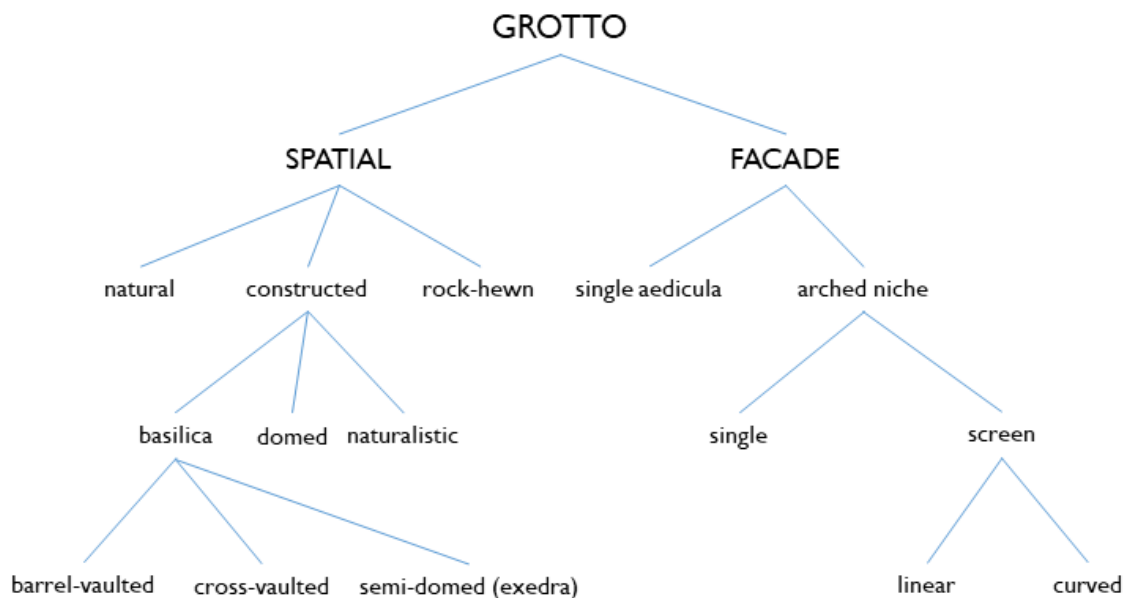 GROTTO
SPATIAL
FACADE
natural
constructed
rock-hewn
single aedicula
arched niche
basilica
domed
naturalistic
single
screen
barrel-vaulted
cross-vaulted
semi-domed (exedra)
linear
curved